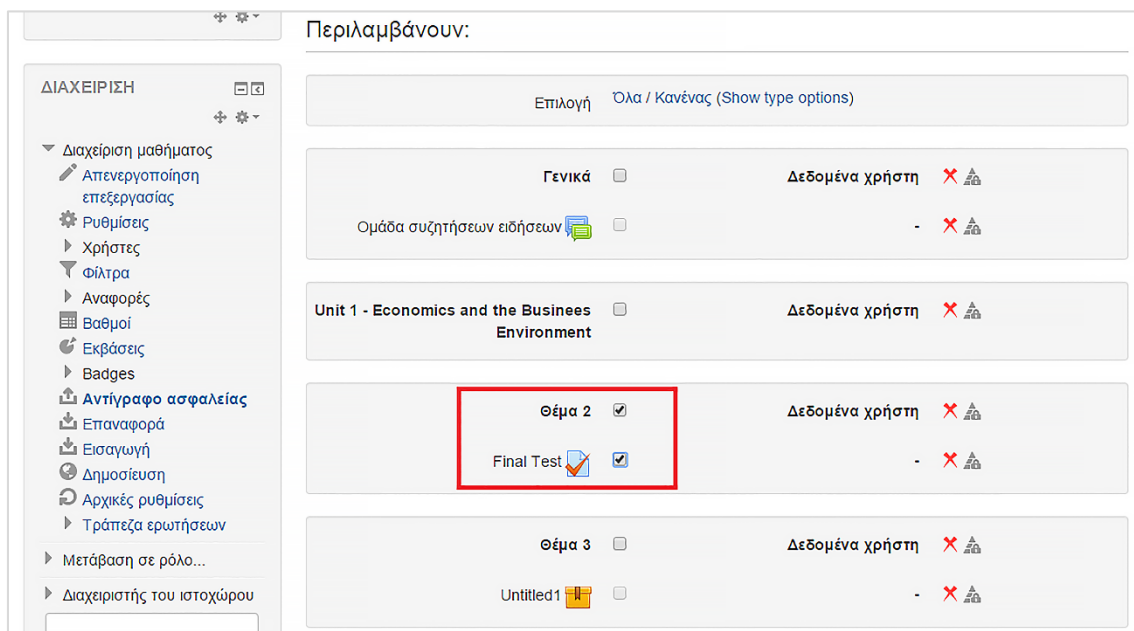 Περιλαμβάνουν:
ΔΙΑΧΕΙΡΙΣΗ
Διαχείριση μαθήματος
Απενεργοποίηση
επεξεργασίας
Ρυθμίσεις
Χρήστες
Φίλτρα
Αναφορές
Βαθμοί
Εκβάσεις
Badges
Αντίγραφο ασφαλείας
Επαναφορά
Εισαγωγή
Δημοσίευση
Αρχικές ρυθμίσεις
Τράπεζα ερωτήσεων
Μετάβαση σε ρόλο...
Διαχειριστής του ιστοχώρου
Επιλογή Όλα / Κανένας (Show type options)
Γενικά Δεδομένα χρήστη
Ομάδα συζητήσεων ειδήσεων -
Unit 1 - Economics and the Businees Δεδομένα χρήστη
Environment
Θέμα 2 Δεδομένα χρήστη
Final Test -
Θέμα 3 Δεδομένα χρήστη
Untitled1 -